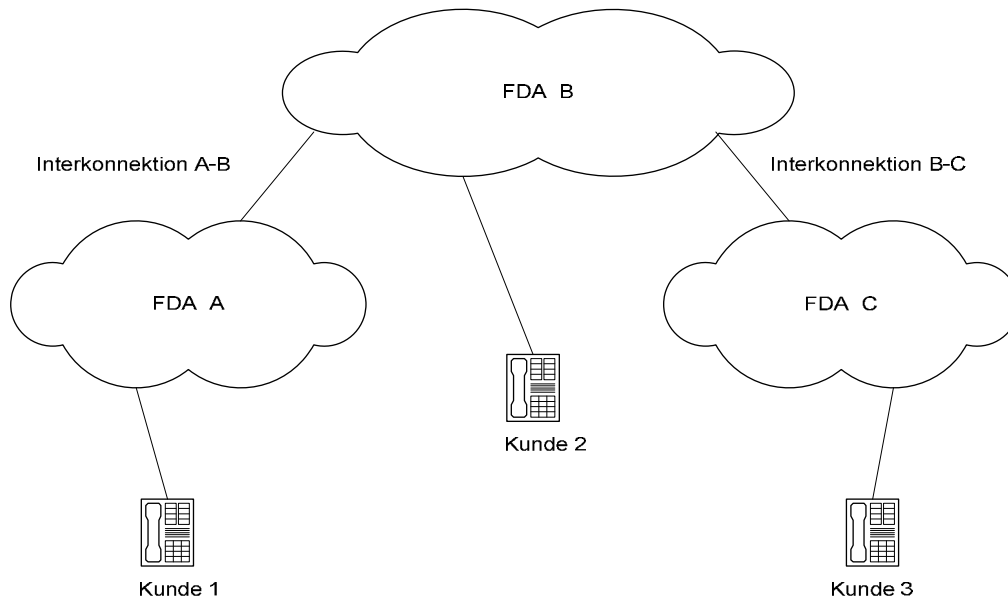 FDA B
Interkonnektion A-B
Interkonnektion B-C
FDA A
FDA C
Kunde 2
Kunde 1
Kunde 3